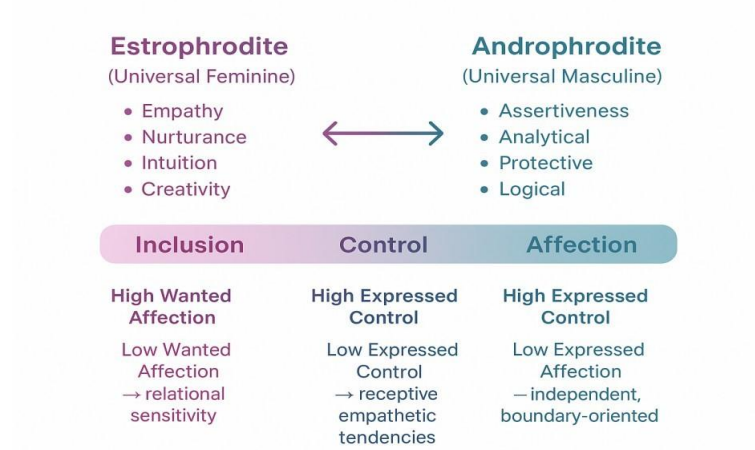 Estrophrodite
(Universal Feminine)
• Empathy
• Nurturance
• Intuition
• Creativity
Androphrodite
(Universal Masculine)
• Assertiveness
• Analytical
• Protective
• Logical
Inclusion
Control
Affection
High Wanted
Affection
Low Wanted
Affection
→ relational
sensitivity
High Expressed
Control
Low Expressed
Control
→ receptive
empathetic
tendencies
High Expressed
Control
Low Expressed
Affection
— independent,
boundary-oriented